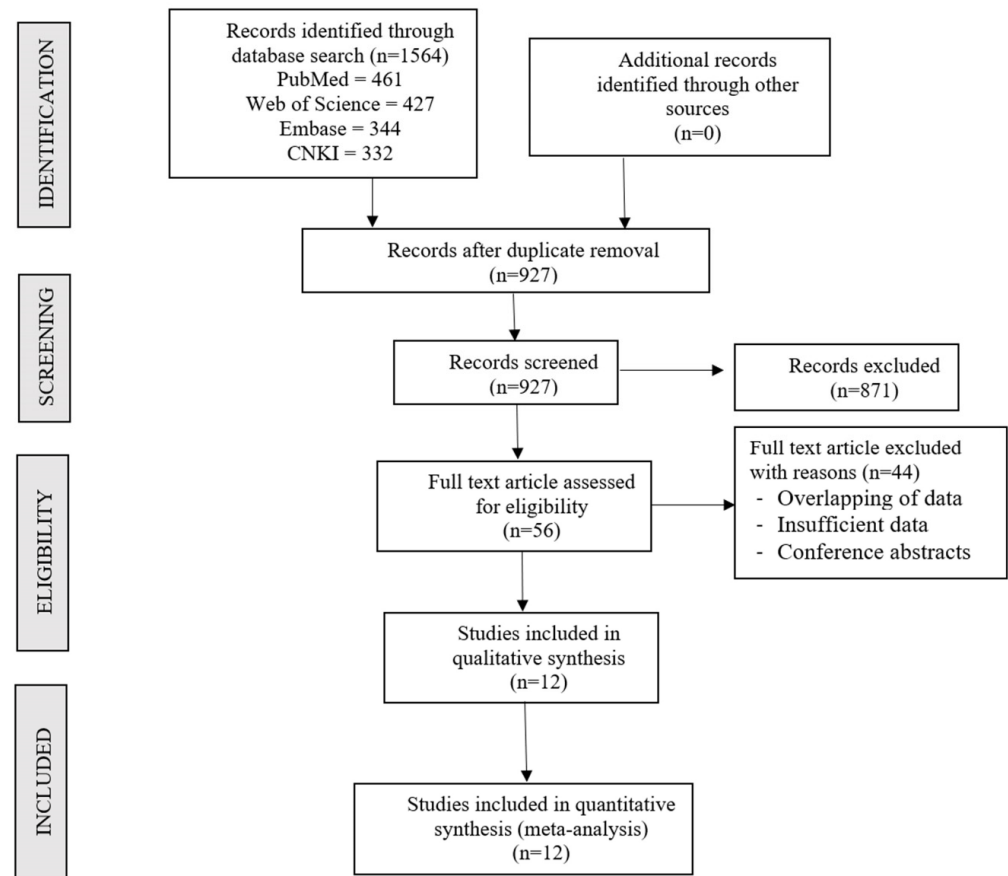 IDENTIFICATION
Records identified through
database search (n=1564)
PubMed = 461
Web of Science = 427
Embase = 344
CNKI = 332
Additional records
identified through other
sources
(n=0)
Records after duplicate removal
(n=927)
SCREENING
Records screened
(n=927)
Records excluded
(n=871)
ELIGIBILITY
Full text article assessed
for eligibility
(n=56)
Full text article excluded
with reasons (n=44)
- Overlapping of data
- Insufficient data
- Conference abstracts
Studies included in
qualitative synthesis
(n=12)
INCLUDED
Studies included in quantitative
synthesis (meta-analysis)
(n=12)